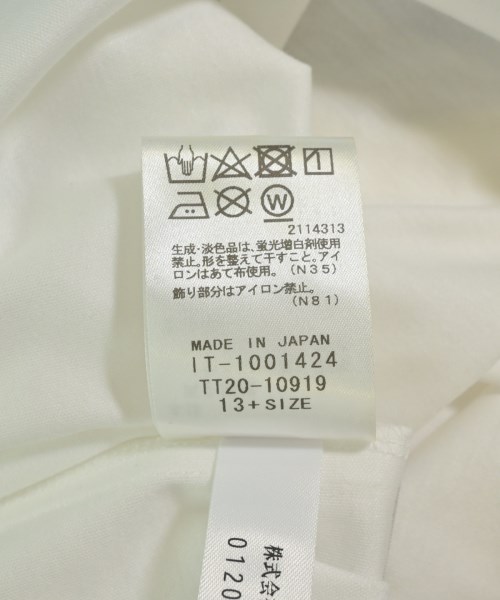 2114313
生成・淡色品は、蛍光増白剤使用
禁止。形を整えて干すこと。アイ
ロンはあて布使用。（N35）
飾り部分はアイロン禁止。
（N81）
MADE IN JAPAN
IT-1001424
TT20-10919
13+SIZE
株式会
0120